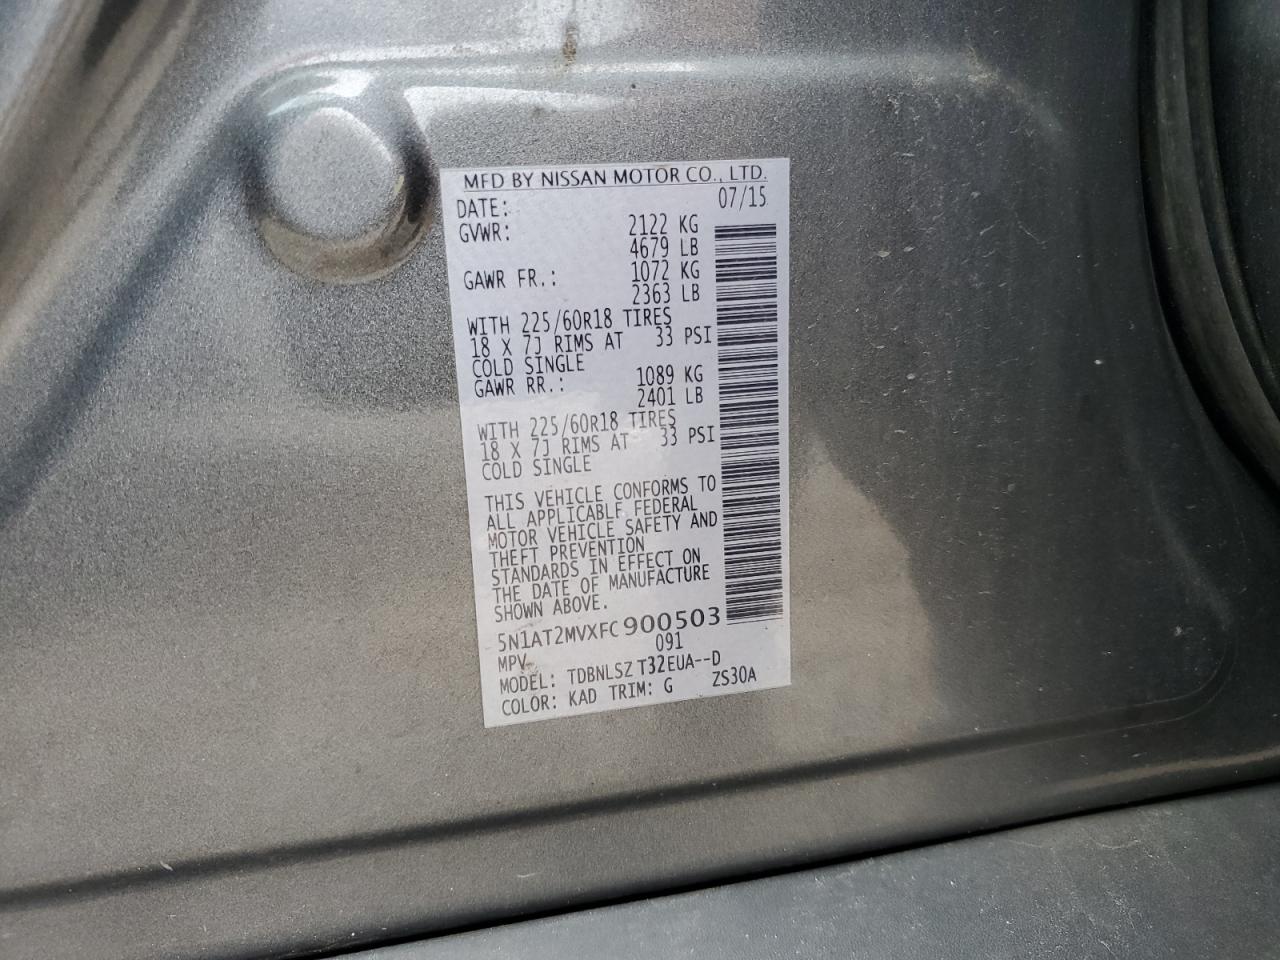 MFD BY NISSAN MOTOR CO., LTD.
DATE: 07/15
GVWR: 2122 KG
4679 LB
GAWR FR.: 1072 KG
2363 LB
WITH 225/60R18 TIRES
18 X 7J RIMS AT 33 PSI
COLD SINGLE
GAWR RR.: 1089 KG
2401 LB
WITH 225/60R18 TIRES
18 X 7J RIMS AT 33 PSI
COLD SINGLE
THIS VEHICLE CONFORMS TO
ALL APPLICABLE FEDERAL
MOTOR VEHICLE SAFETY AND
THEFT PREVENTION
STANDARDS IN EFFECT ON
THE DATE OF MANUFACTURE
SHOWN ABOVE.
5N1AT2MVXFC900503
MPV 091
MODEL: TDBNLSZ T32EUA--D
COLOR: KAD TRIM: G ZS30A